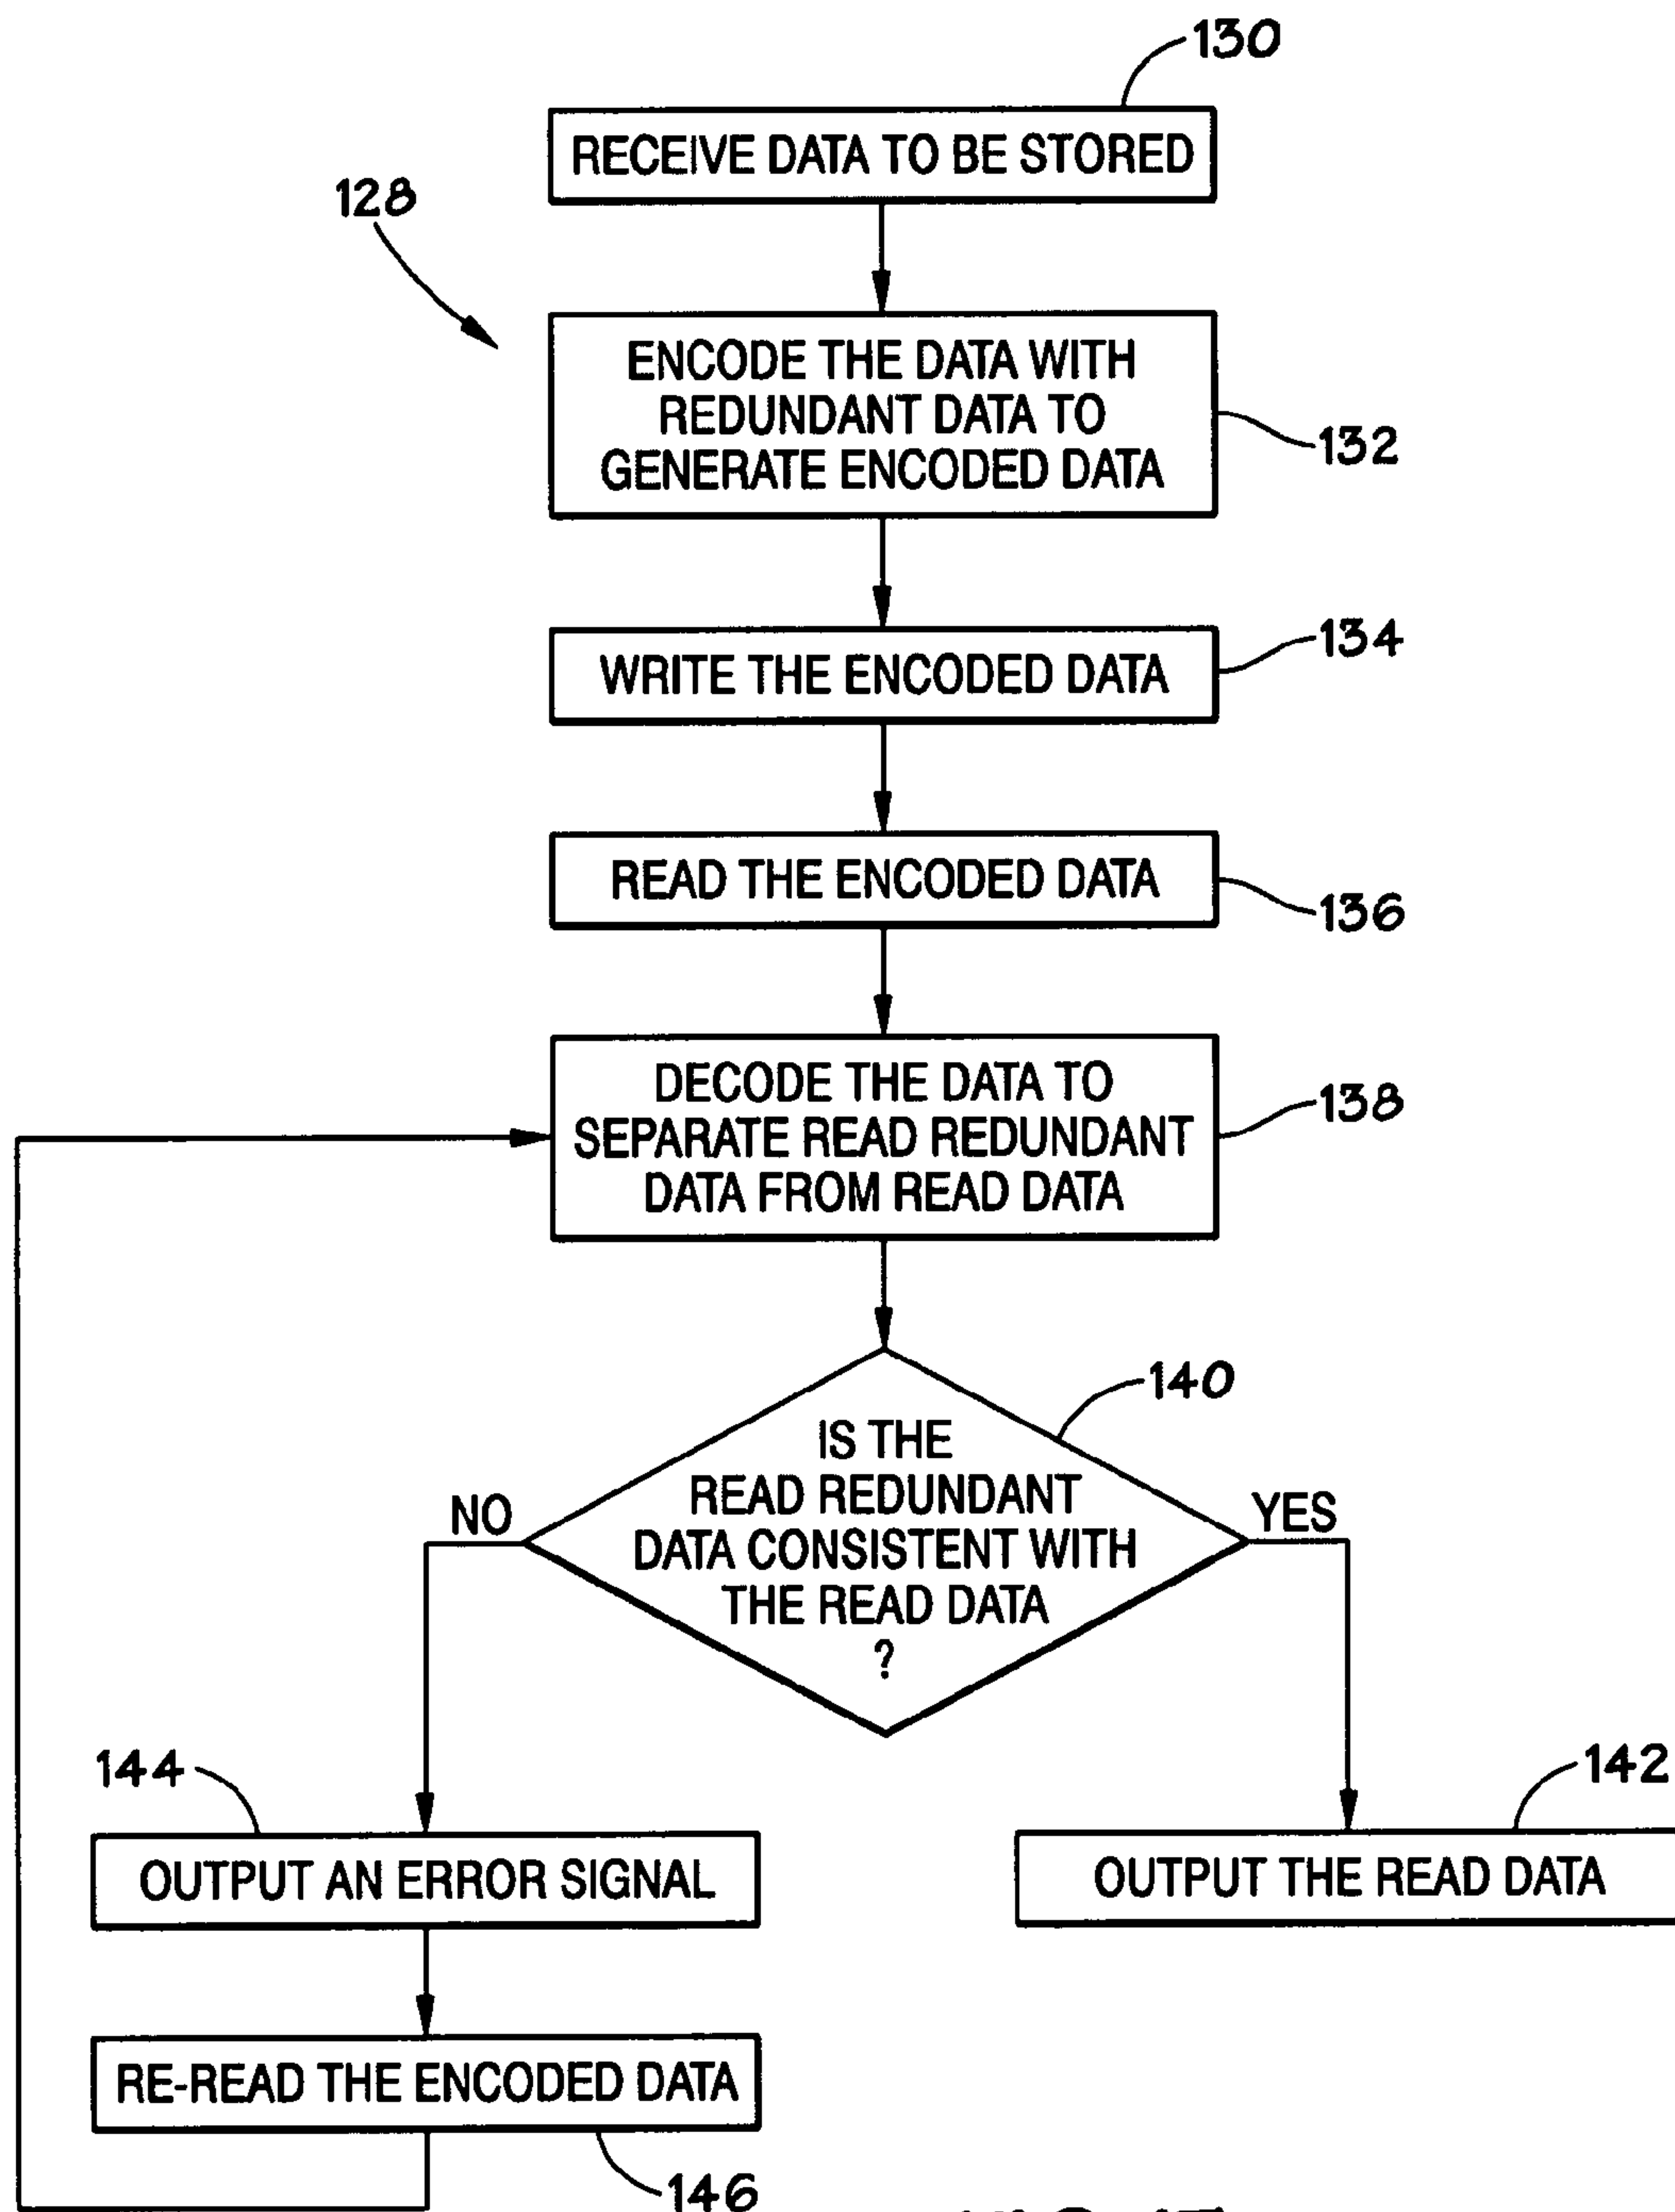 130
RECEIVE DATA TO BE STORED
128
ENCODE THE DATA WITH
REDUNDANT DATA TO
GENERATE ENCODED DATA
132
134
WRITE THE ENCODED DATA
READ THE ENCODED DATA
136
DECODE THE DATA TO
SEPARATE READ REDUNDANT
DATA FROM READ DATA
138
140
IS THE
READ REDUNDANT
DATA CONSISTENT WITH
THE READ DATA
?
NO
YES
144
142
OUTPUT AN ERROR SIGNAL
OUTPUT THE READ DATA
RE-READ THE ENCODED DATA
146